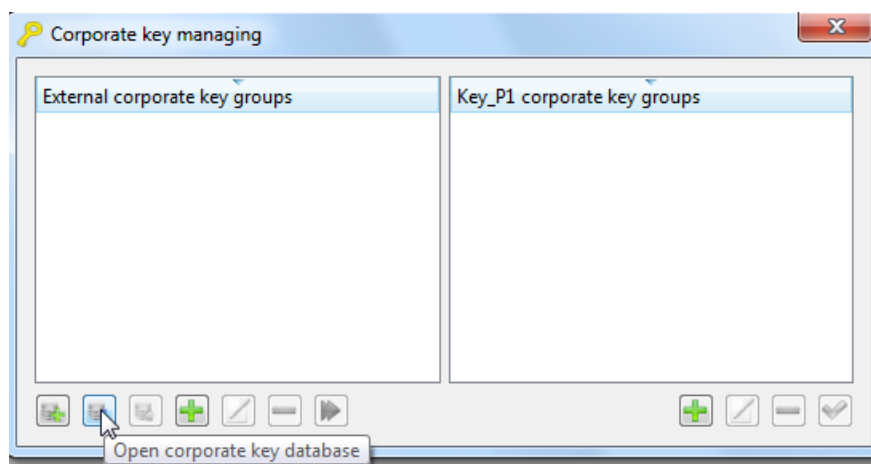 Corporate key managing
External corporate key groups
Key_P1 corporate key groups
Open corporate key database